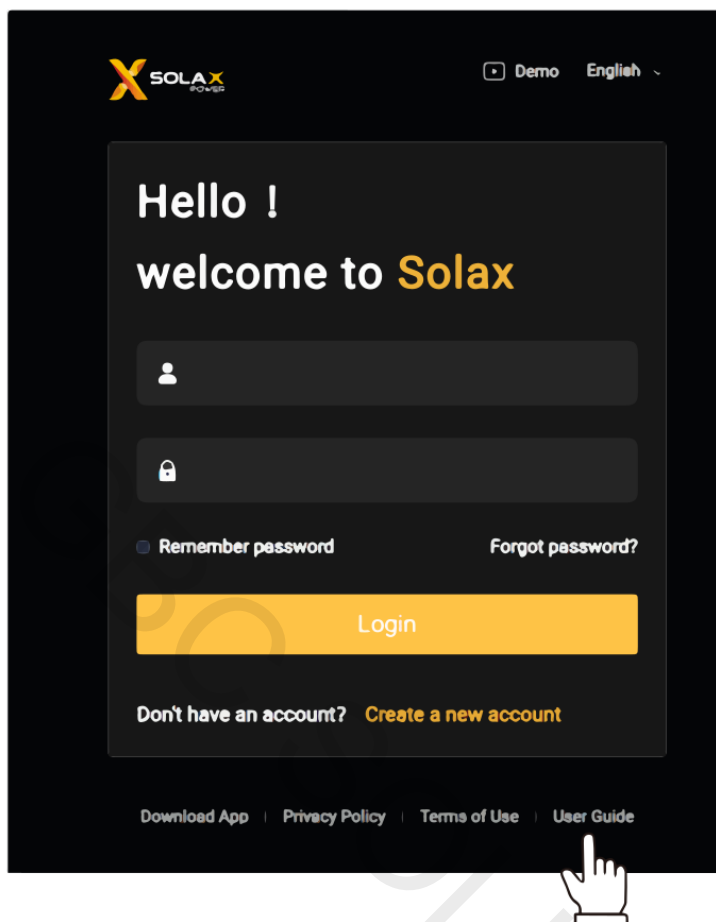 SOLAX
POWER
Demo English
Hello !
welcome to Solax
Remember password Forgot password?
Login
Don't have an account? Create a new account
Download App | Privacy Policy | Terms of Use | User Guide